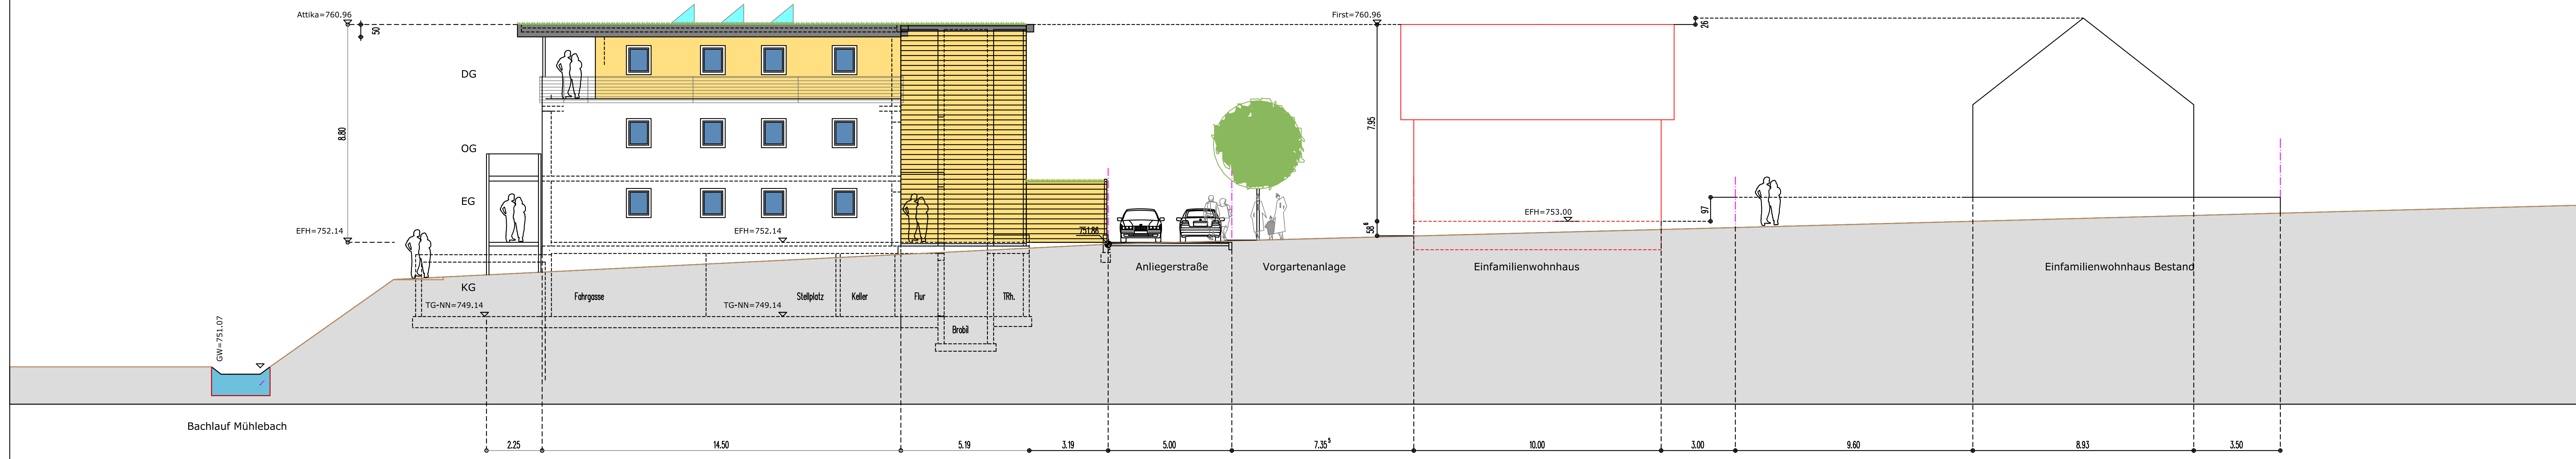 Attika=760.96
50
First=760.96
26
DG
8.80
7.95
OG
EG
EFH=752.14
EFH=752.14
751.86
58⁶
EFH=753.00
97
Anliegerstraße
Vorgartenanlage
Einfamilienwohnhaus
Einfamilienwohnhaus Bestand
KG
Fahrgasse
Stellplatz
Keller
Flur
TRh.
TG-NN=749.14
TG-NN=749.14
GW=751.07
Brobil
Bachlauf Mühlebach
2.25
14.50
5.19
3.19
5.00
7.35⁵
10.00
3.00
9.60
8.93
3.50